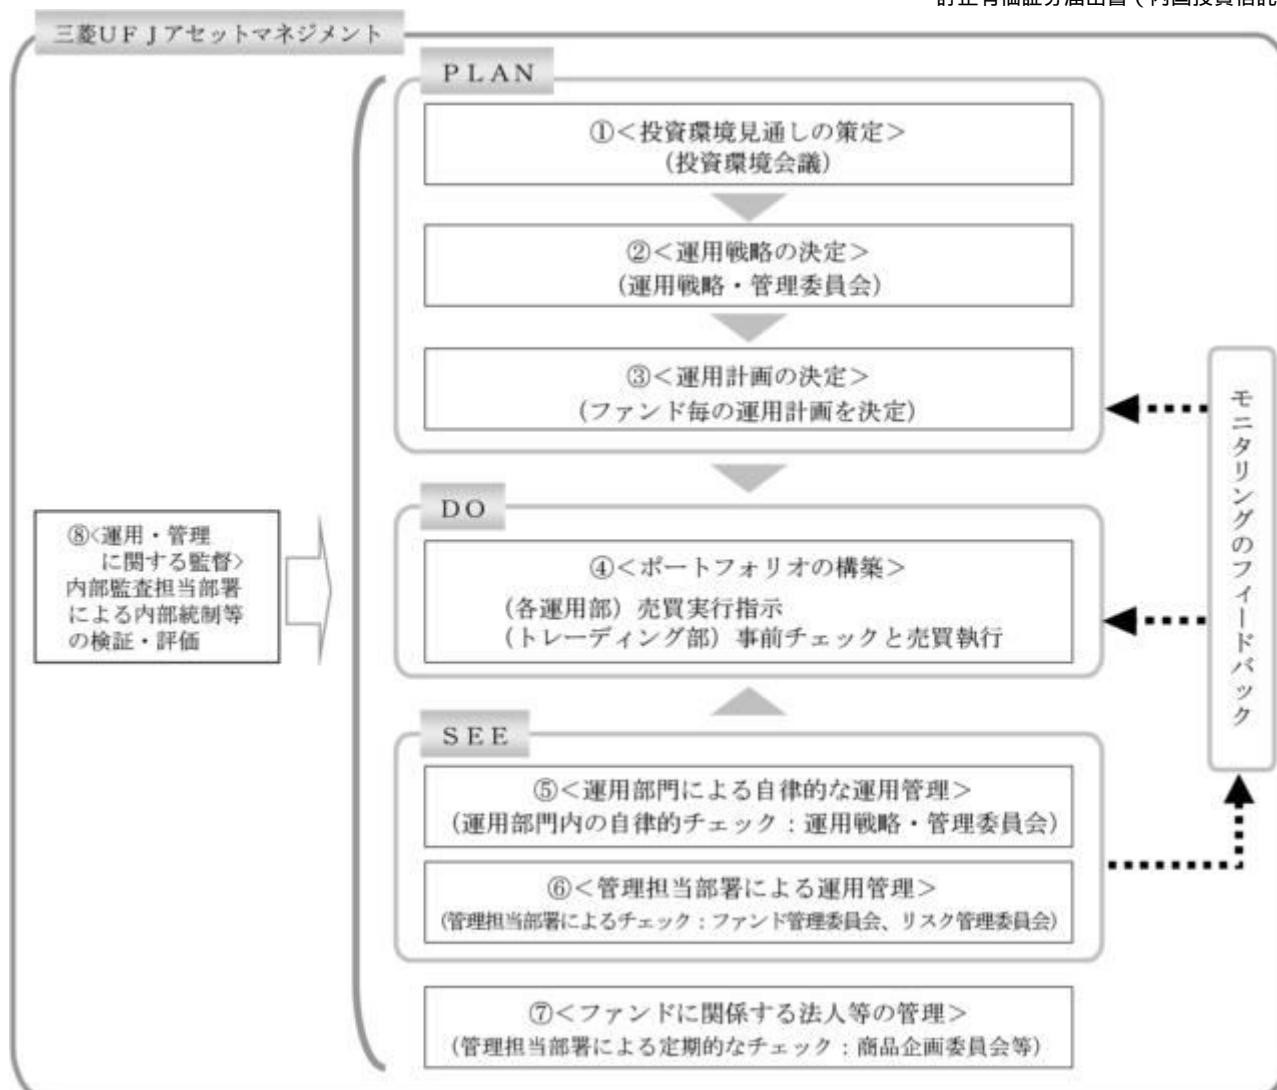 三菱UFJアセットマネジメント
PLAN
①＜投資環境見通しの策定＞
（投資環境会議）
②＜運用戦略の決定＞
（運用戦略・管理委員会）
③＜運用計画の決定＞
（ファンド毎の運用計画を決定）
DO
④＜ポートフォリオの構築＞
（各運用部）売買実行指示
（トレーディング部）事前チェックと売買執行
SEE
⑤＜運用部門による自律的な運用管理＞
（運用部門内の自律的チェック：運用戦略・管理委員会）
⑥＜管理担当部署による運用管理＞
（管理担当部署によるチェック：ファンド管理委員会、リスク管理委員会）
⑦＜ファンドに関係する法人等の管理＞
（管理担当部署による定期的なチェック：商品企画委員会等）
⑧＜運用・管理
に関する監督＞
内部監査担当部署
による内部統制等
の検証・評価
モニタリングのフィードバック